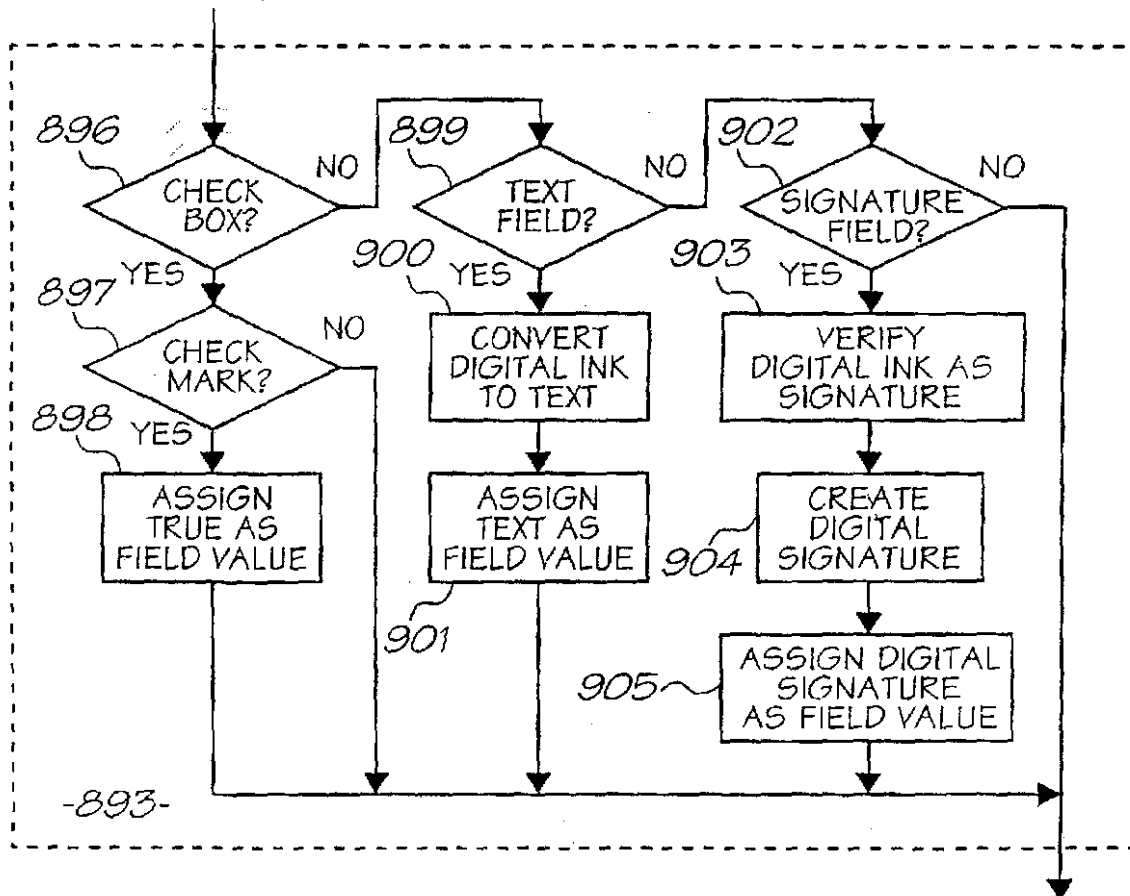 896
CHECK
BOX?
NO
YES
899
TEXT
FIELD?
NO
YES
902
SIGNATURE
FIELD?
NO
YES
897
CHECK
MARK?
NO
YES
900
CONVERT
DIGITAL INK
TO TEXT
903
VERIFY
DIGITAL INK AS
SIGNATURE
898
ASSIGN
TRUE AS
FIELD VALUE
ASSIGN
TEXT AS
FIELD VALUE
901
CREATE
DIGITAL
SIGNATURE
904
ASSIGN DIGITAL
SIGNATURE
AS FIELD VALUE
905
-893-